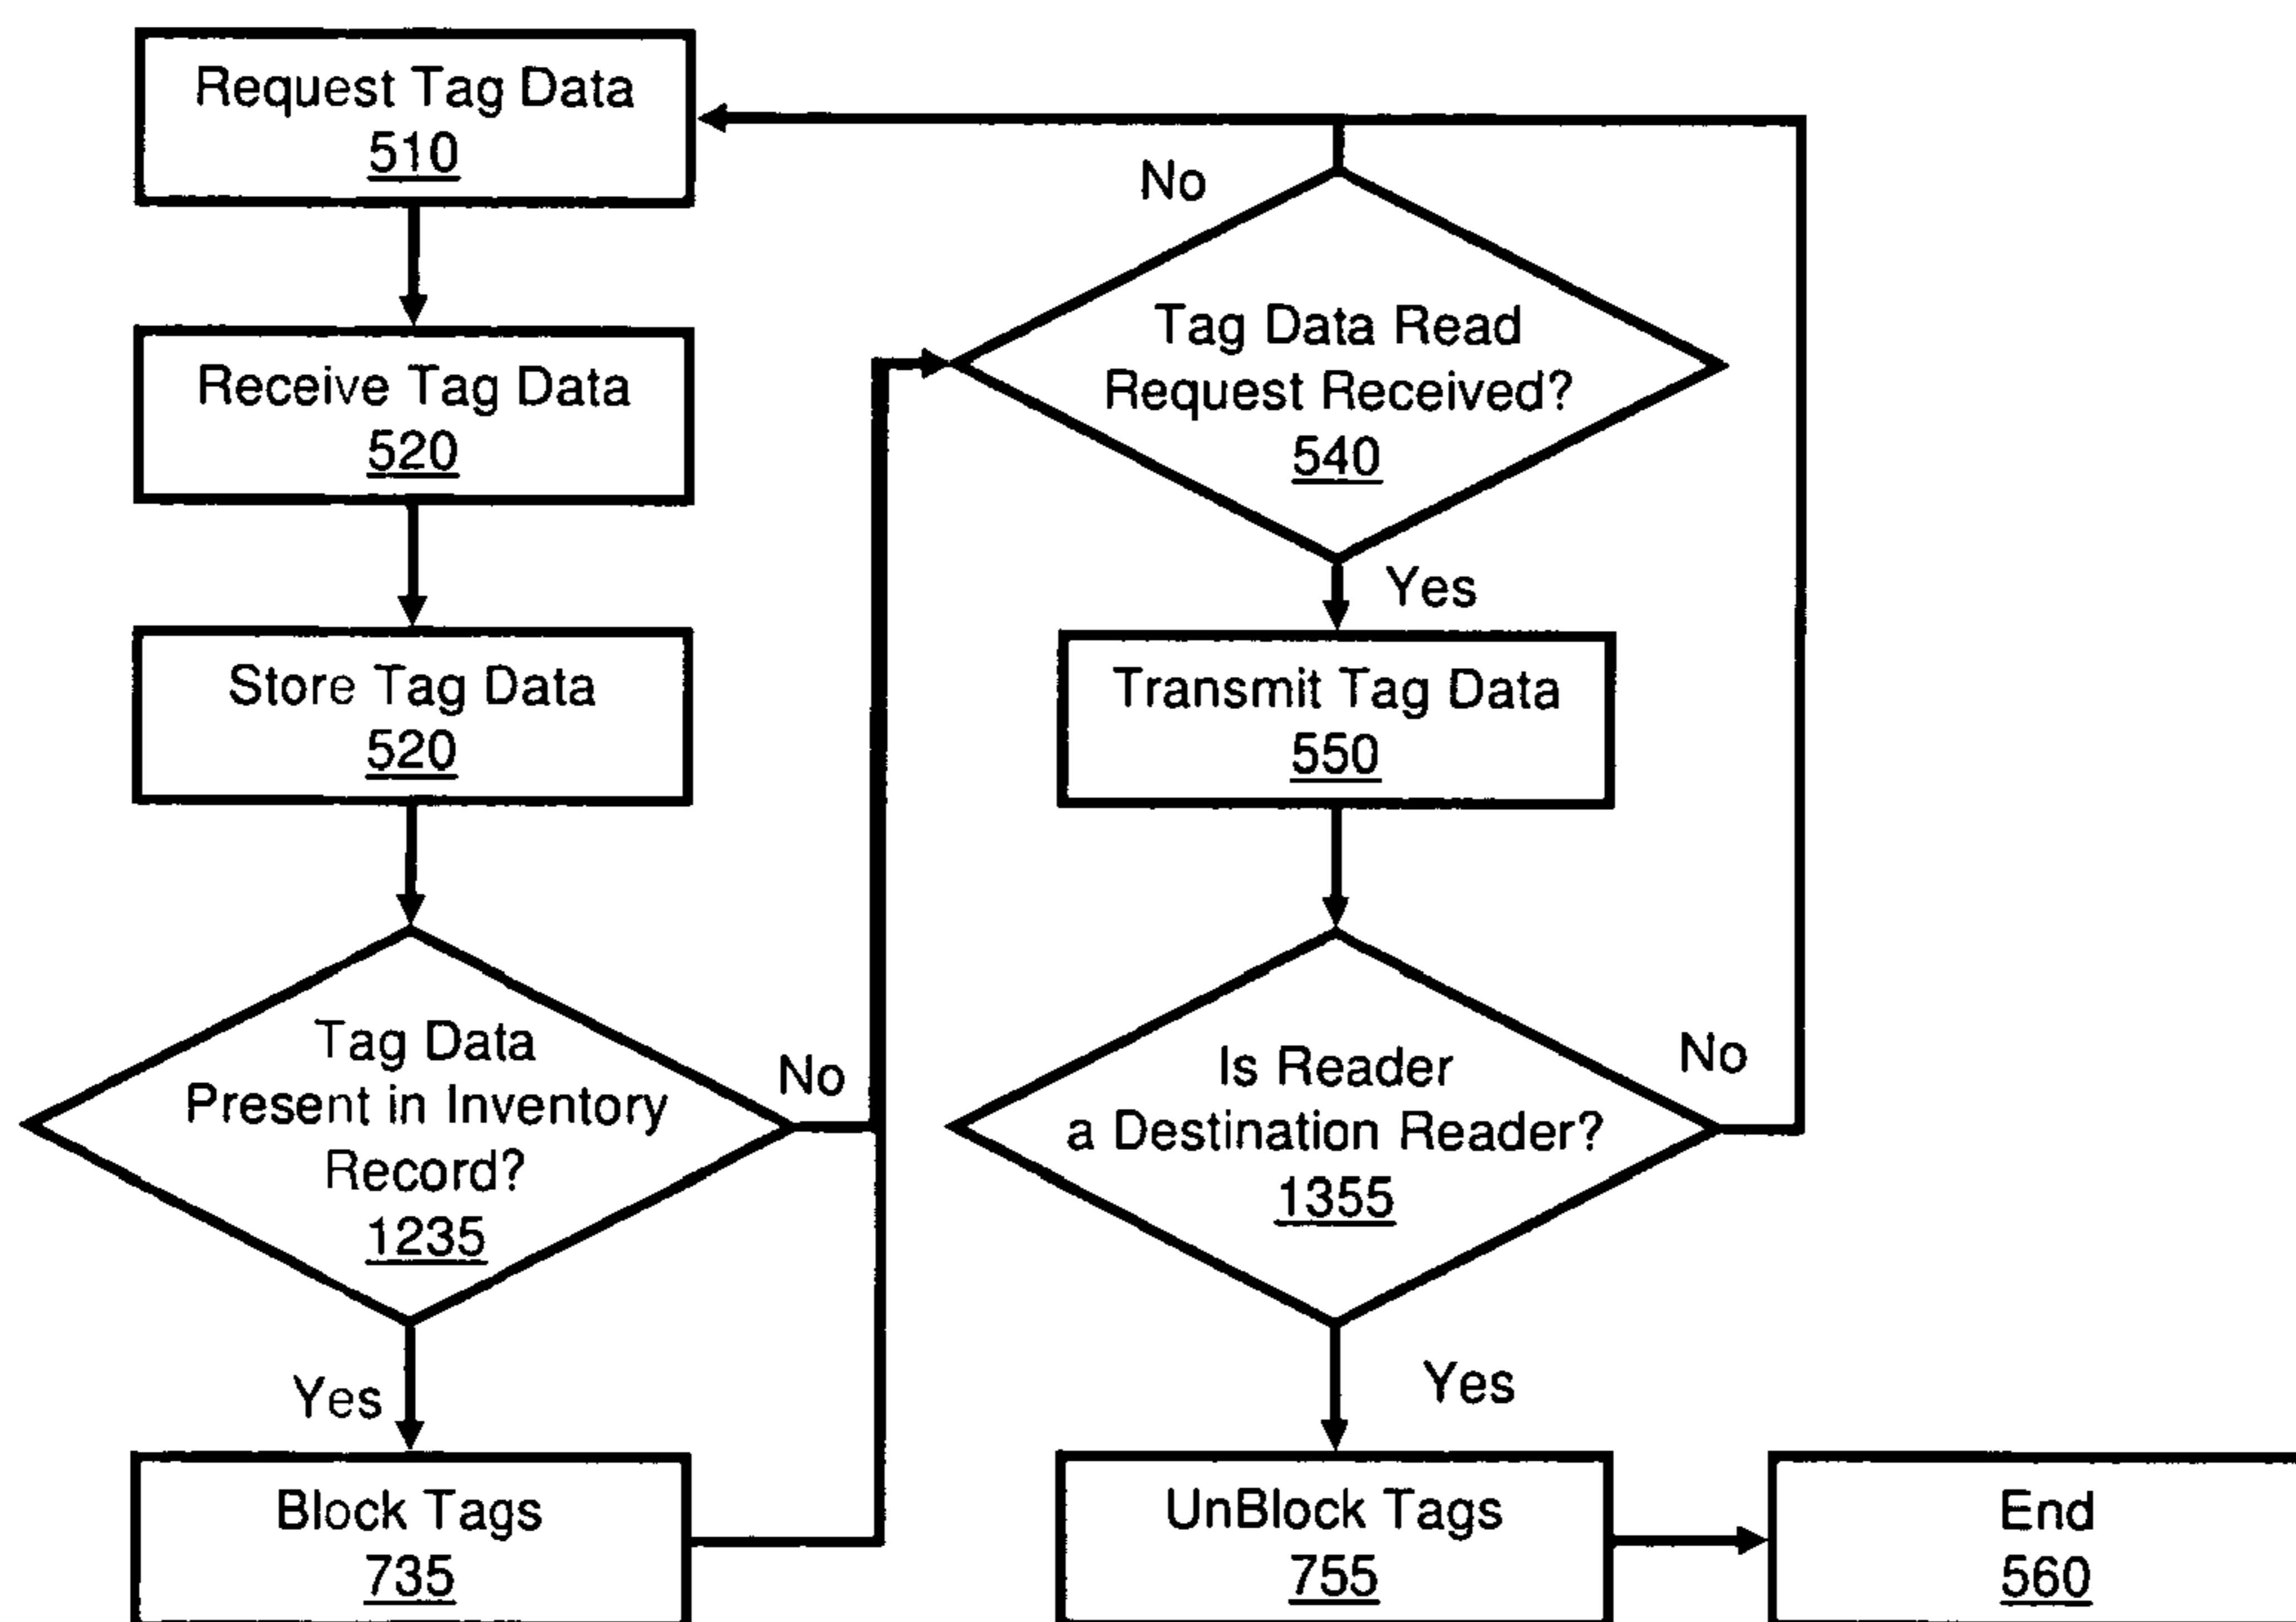 Request Tag Data
510
Receive Tag Data
520
Store Tag Data
520
Tag Data
Present in Inventory
Record?
1235
No
Yes
Block Tags
735
No
Tag Data Read
Request Received?
540
Yes
Transmit Tag Data
550
Is Reader
a Destination Reader?
1355
No
Yes
UnBlock Tags
755
End
560